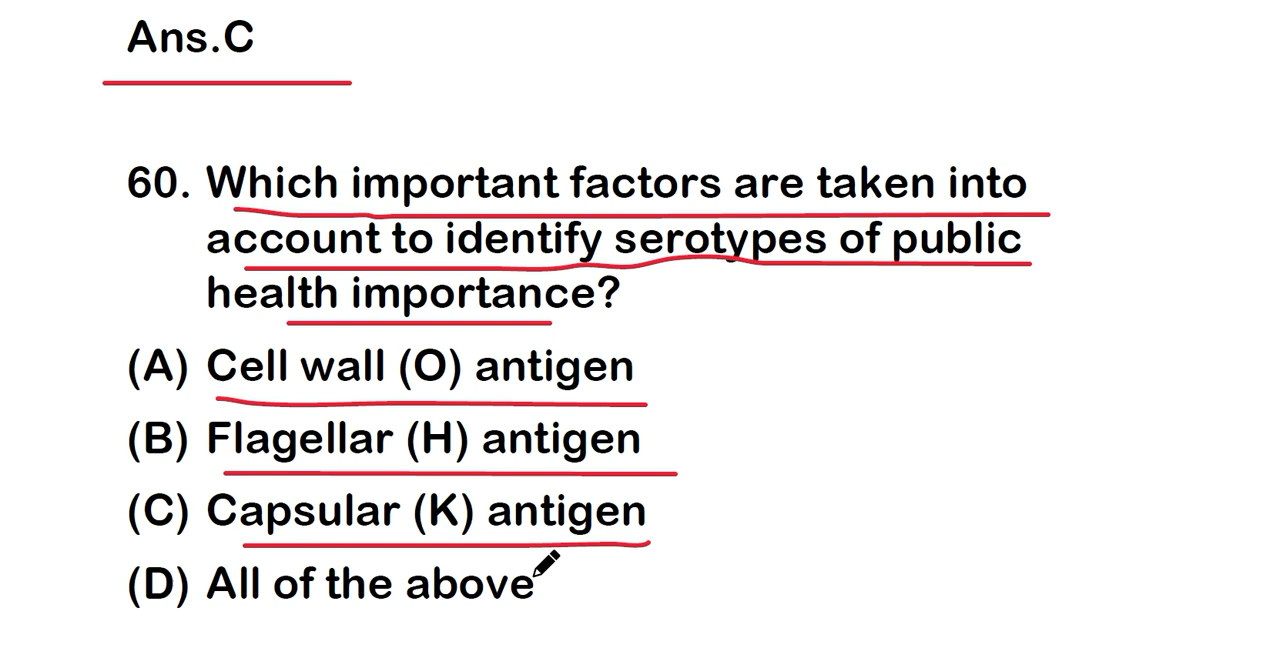 Ans.C
60. Which important factors are taken into
account to identify serotypes of public
health importance?
(A) Cell wall (O) antigen
(B) Flagellar (H) antigen
(C) Capsular (K) antigen
(D) All of the above